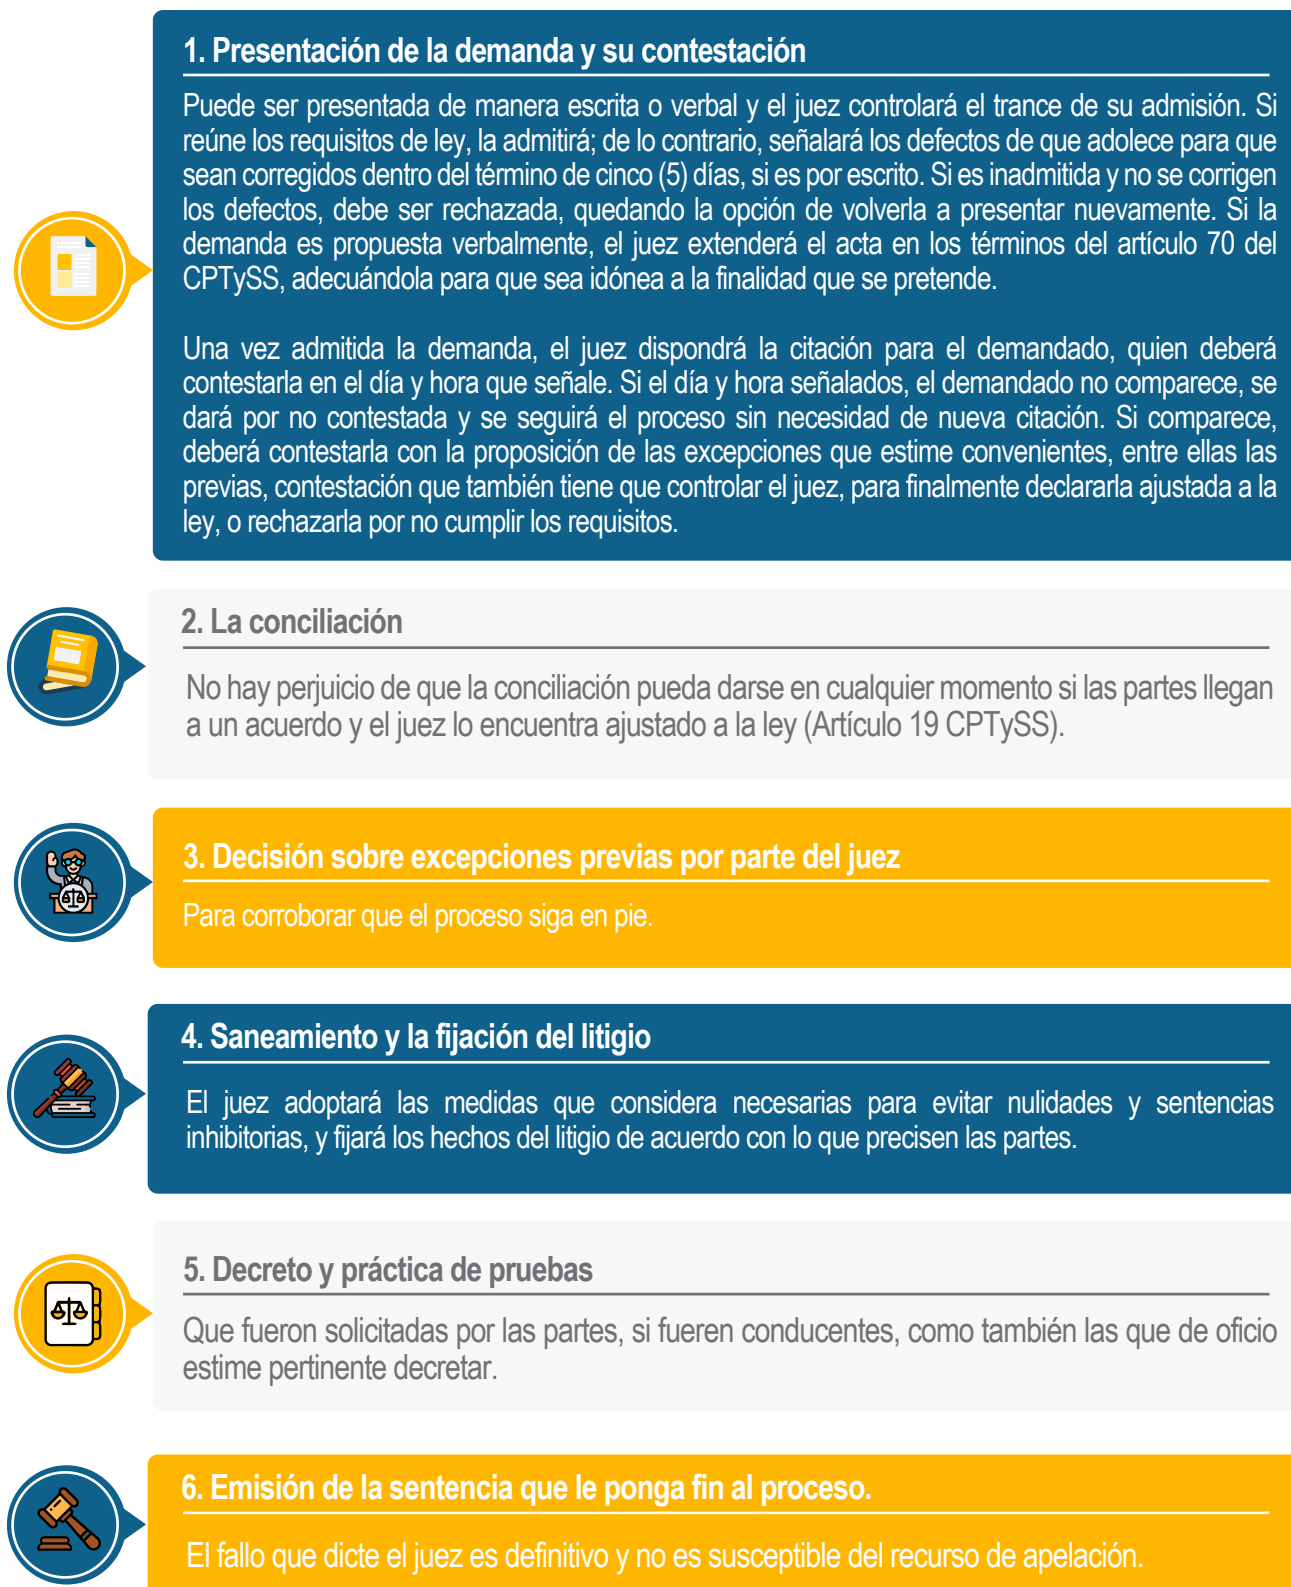 1. Presentación de la demanda y su contestación
Puede ser presentada de manera escrita o verbal y el juez controlará el trance de su admisión. Si
reúne los requisitos de ley, la admitirá; de lo contrario, señalará los defectos de que adolece para que
sean corregidos dentro del término de cinco (5) días, si es por escrito. Si es inadmitida y no se corrigen
los defectos, debe ser rechazada, quedando la opción de volverla a presentar nuevamente. Si la
demanda es propuesta verbalmente, el juez extenderá el acta en los términos del artículo 70 del
CPTySS, adecuándola para que sea idónea a la finalidad que se pretende.
Una vez admitida la demanda, el juez dispondrá la citación para el demandado, quien deberá
contestarla en el día y hora que señale. Si el día y hora señalados, el demandado no comparece, se
dará por no contestada y se seguirá el proceso sin necesidad de nueva citación. Si comparece,
deberá contestarla con la proposición de las excepciones que estime convenientes, entre ellas las
previas, contestación que también tiene que controlar el juez, para finalmente declararla ajustada a la
ley, o rechazarla por no cumplir los requisitos.
2. La conciliación
No hay perjuicio de que la conciliación pueda darse en cualquier momento si las partes llegan
a un acuerdo y el juez lo encuentra ajustado a la ley (Artículo 19 CPTySS).
3. Decisión sobre excepciones previas por parte del juez
Para corroborar que el proceso siga en pie.
4. Saneamiento y la fijación del litigio
El juez adoptará las medidas que considera necesarias para evitar nulidades y sentencias
inhibitorias, y fijará los hechos del litigio de acuerdo con lo que precisen las partes.
5. Decreto y práctica de pruebas
Que fueron solicitadas por las partes, si fueren conducentes, como también las que de oficio
estime pertinente decretar.
6. Emisión de la sentencia que le ponga fin al proceso.
El fallo que dicte el juez es definitivo y no es susceptible del recurso de apelación.